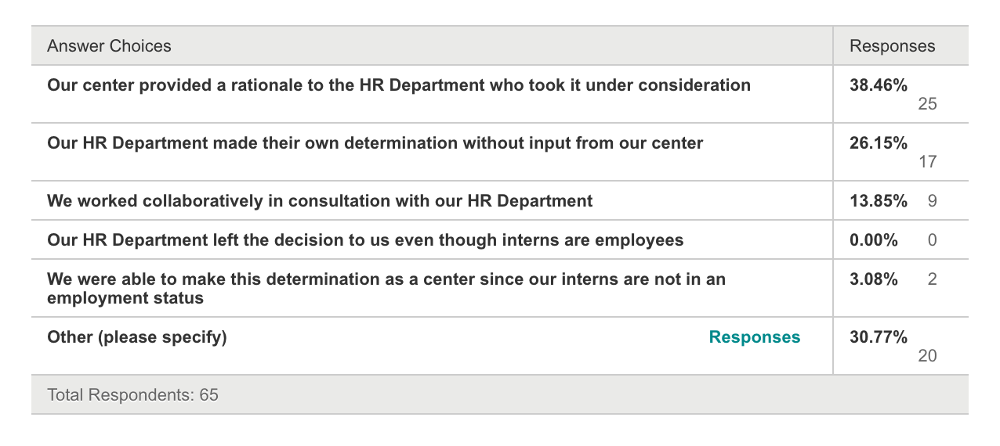 Answer Choices Responses
Our center provided a rationale to the HR Department who took it under consideration 38.46%
25
Our HR Department made their own determination without input from our center 26.15%
17
We worked collaboratively in consultation with our HR Department 13.85% 9
Our HR Department left the decision to us even though interns are employees 0.00% 0
We were able to make this determination as a center since our interns are not in an 3.08% 2
employment status
Other (please specify) Responses 30.77%
20
Total Respondents: 65